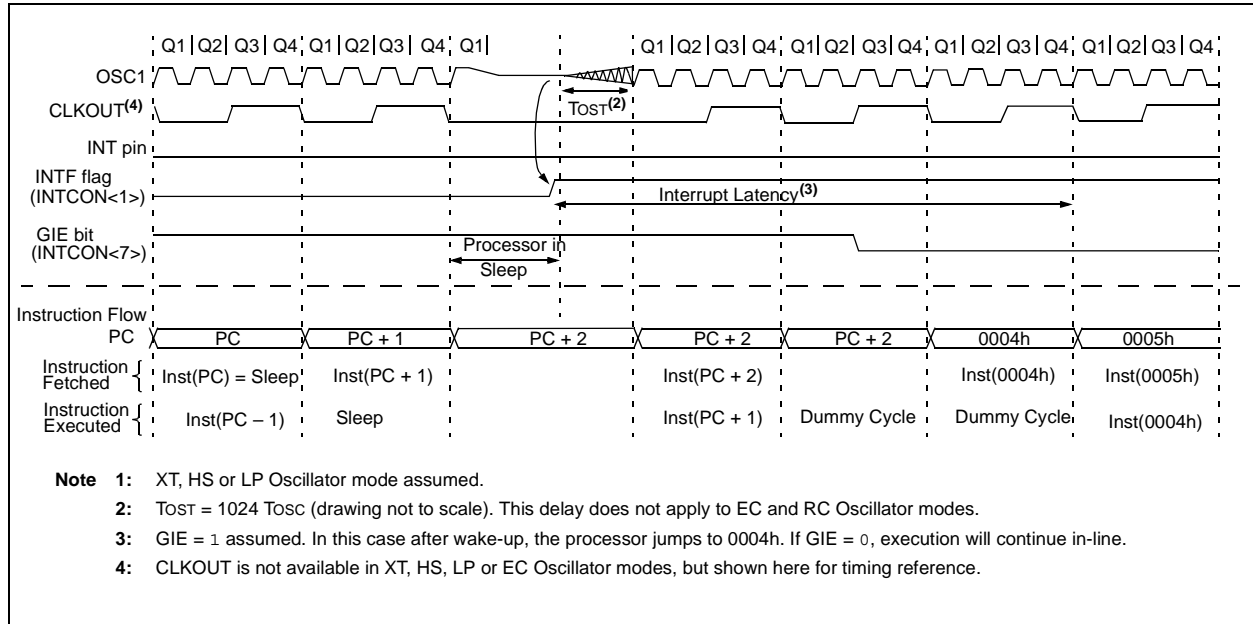 Q1 Q2 Q3 Q4 Q1 Q2 Q3 Q4 Q1 Q1 Q2 Q3 Q4 Q1 Q2 Q3 Q4 Q1 Q2 Q3 Q4 Q1 Q2 Q3 Q4
OSC1
CLKOUT(4)
TOST(2)
INT pin
INTF flag
(INTCON<1>)
Interrupt Latency(3)
GIE bit
(INTCON<7>)
Processor in
Sleep
Instruction Flow
PC PC PC + 1 PC + 2 PC + 2 PC + 2 0004h 0005h
Instruction
Fetched
Inst(PC) = Sleep Inst(PC + 1) Inst(PC + 2) Inst(0004h) Inst(0005h)
Instruction
Executed
Inst(PC – 1) Sleep Inst(PC + 1) Dummy Cycle Dummy Cycle Inst(0004h)
Note 1: XT, HS or LP Oscillator mode assumed.
2: TOST = 1024 TOSC (drawing not to scale). This delay does not apply to EC and RC Oscillator modes.
3: GIE = 1 assumed. In this case after wake-up, the processor jumps to 0004h. If GIE = 0, execution will continue in-line.
4: CLKOUT is not available in XT, HS, LP or EC Oscillator modes, but shown here for timing reference.